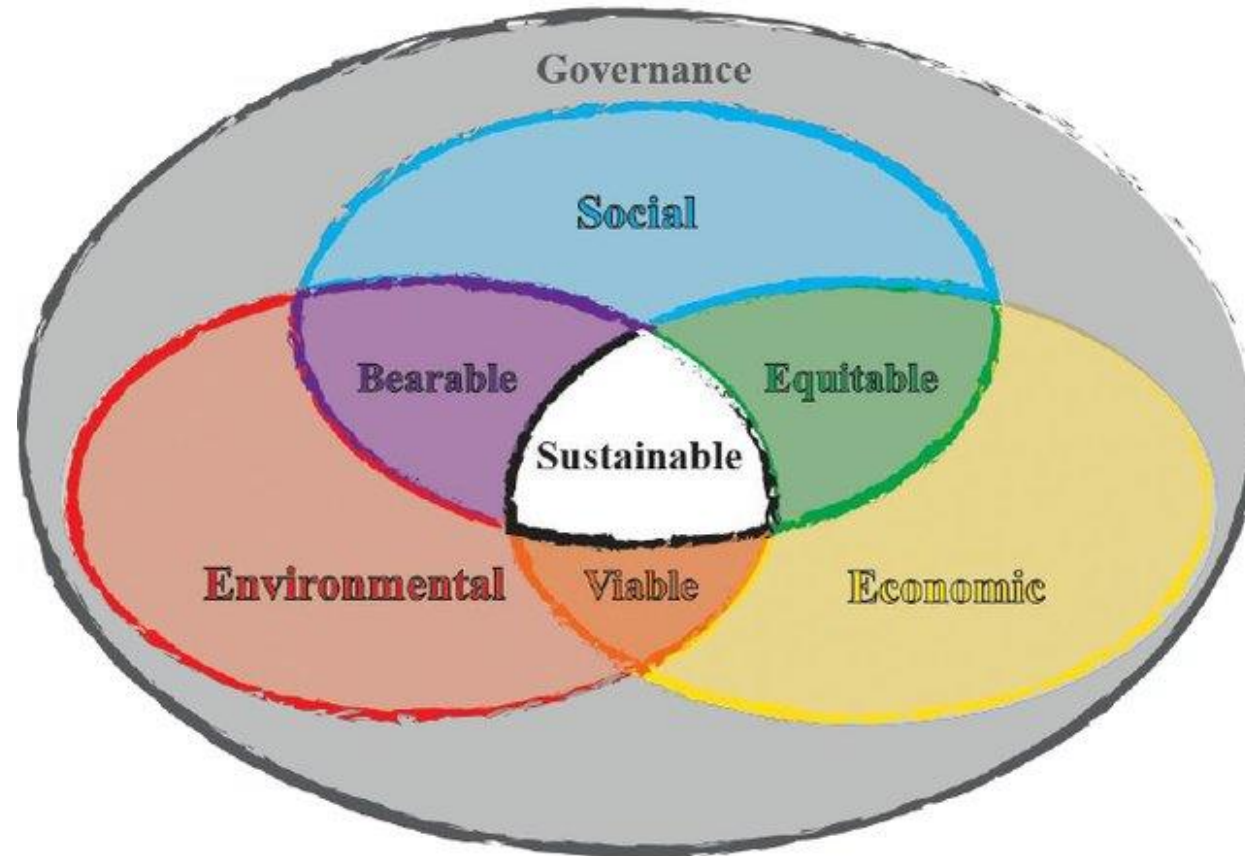 Governance
Social
Bearable
Equitable
Sustainable
Environmental
Viable
Economic